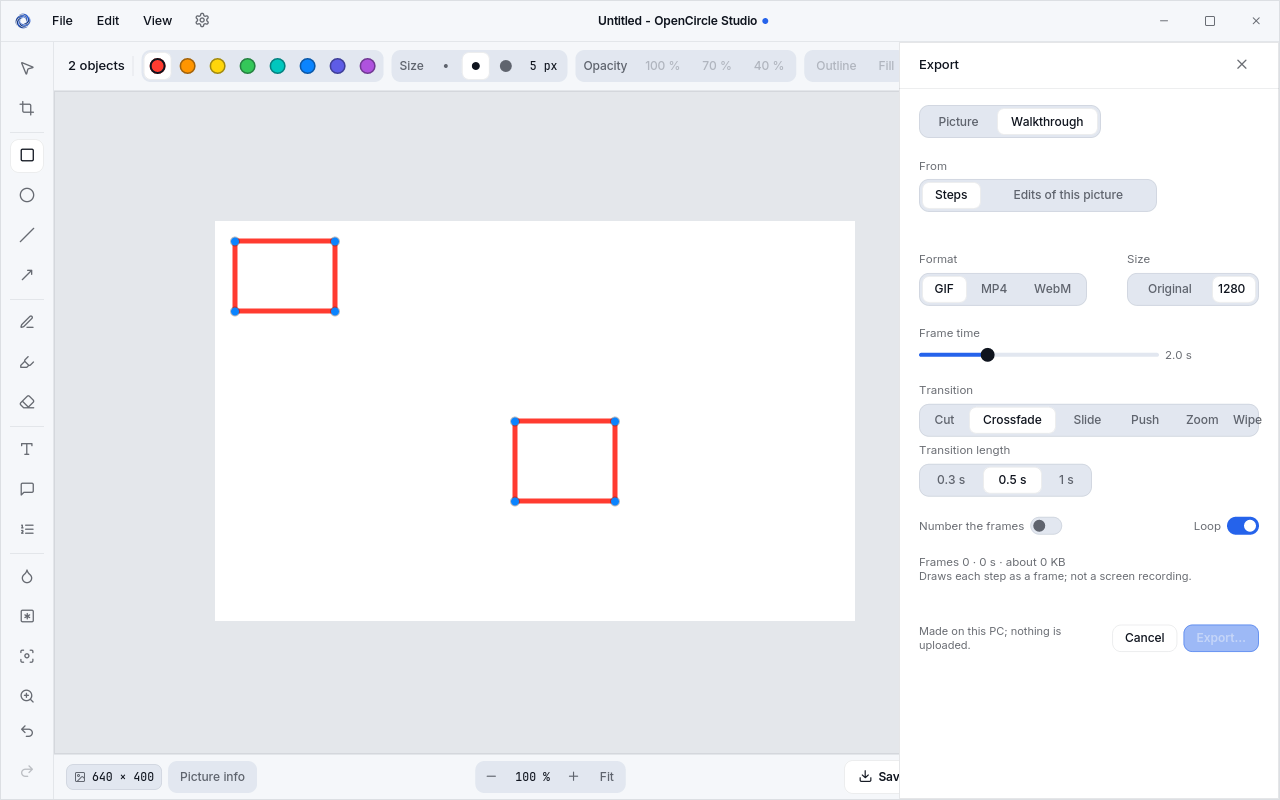 File Edit View
Untitled - OpenCircle Studio
2 objects
Size 5 px
Opacity 100 % 70 % 40 %
Outline Fill
Export
Picture Walkthrough
From
Steps Edits of this picture
Format Size
GIF MP4 WebM Original 1280
Frame time
2.0 s
Transition
Cut Crossfade Slide Push Zoom Wipe
Transition length
0.3 s 0.5 s 1 s
Number the frames Loop
Frames 0 · 0 s · about 0 KB
Draws each step as a frame; not a screen recording.
Made on this PC; nothing is
uploaded.
Cancel Export...
640 × 400 Picture info
100 % Fit
Sav